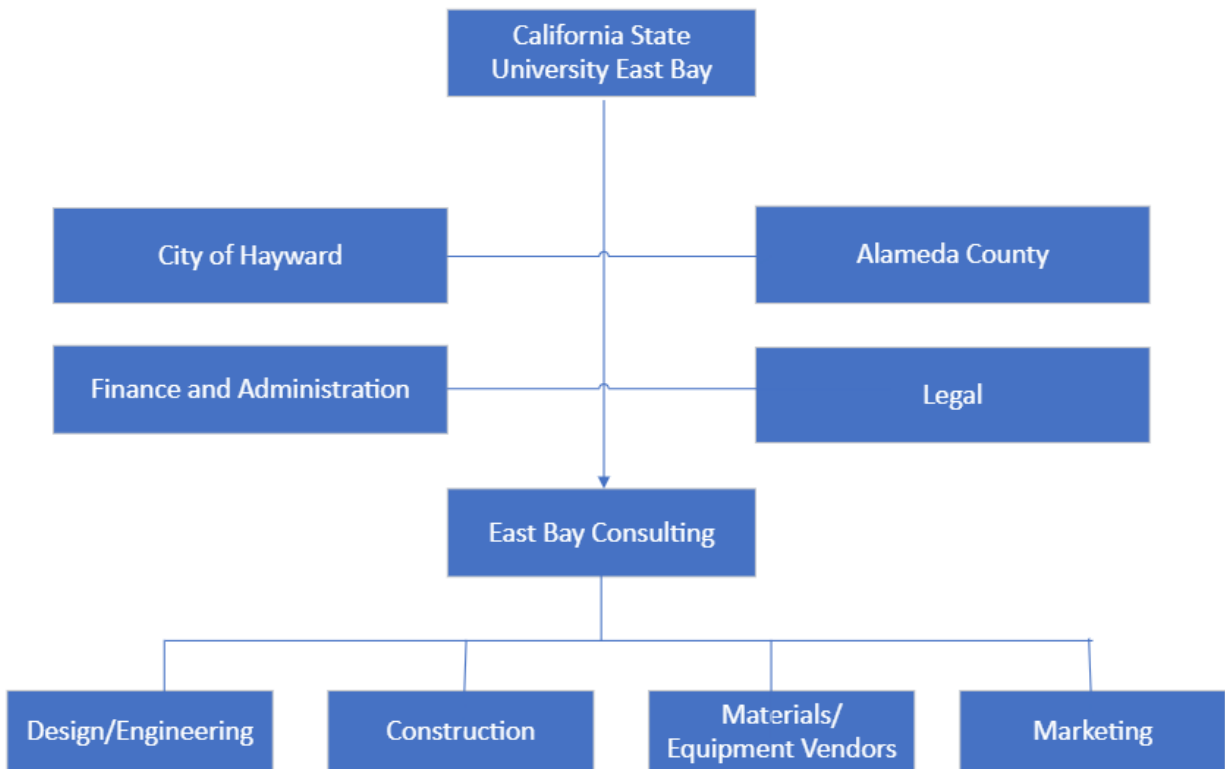 California State
University East Bay
City of Hayward
Alameda County
Finance and Administration
Legal
East Bay Consulting
Design/Engineering
Construction
Materials/
Equipment Vendors
Marketing